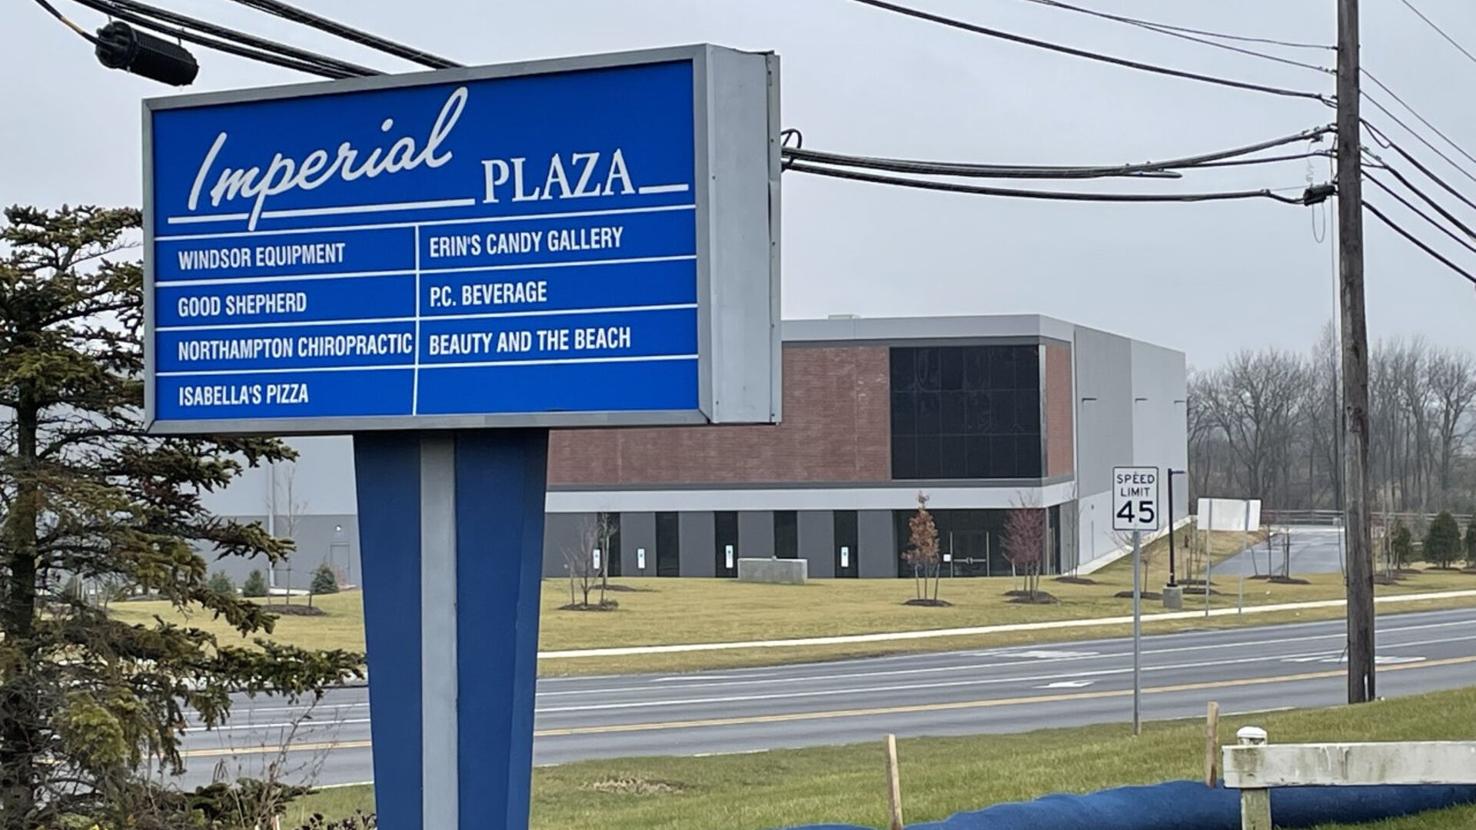 Imperial PLAZA
WINDSOR EQUIPMENT
ERIN'S CANDY GALLERY
GOOD SHEPHERD
P.C. BEVERAGE
NORTHAMPTON CHIROPRACTIC
BEAUTY AND THE BEACH
ISABELLA'S PIZZA
SPEED
LIMIT
45